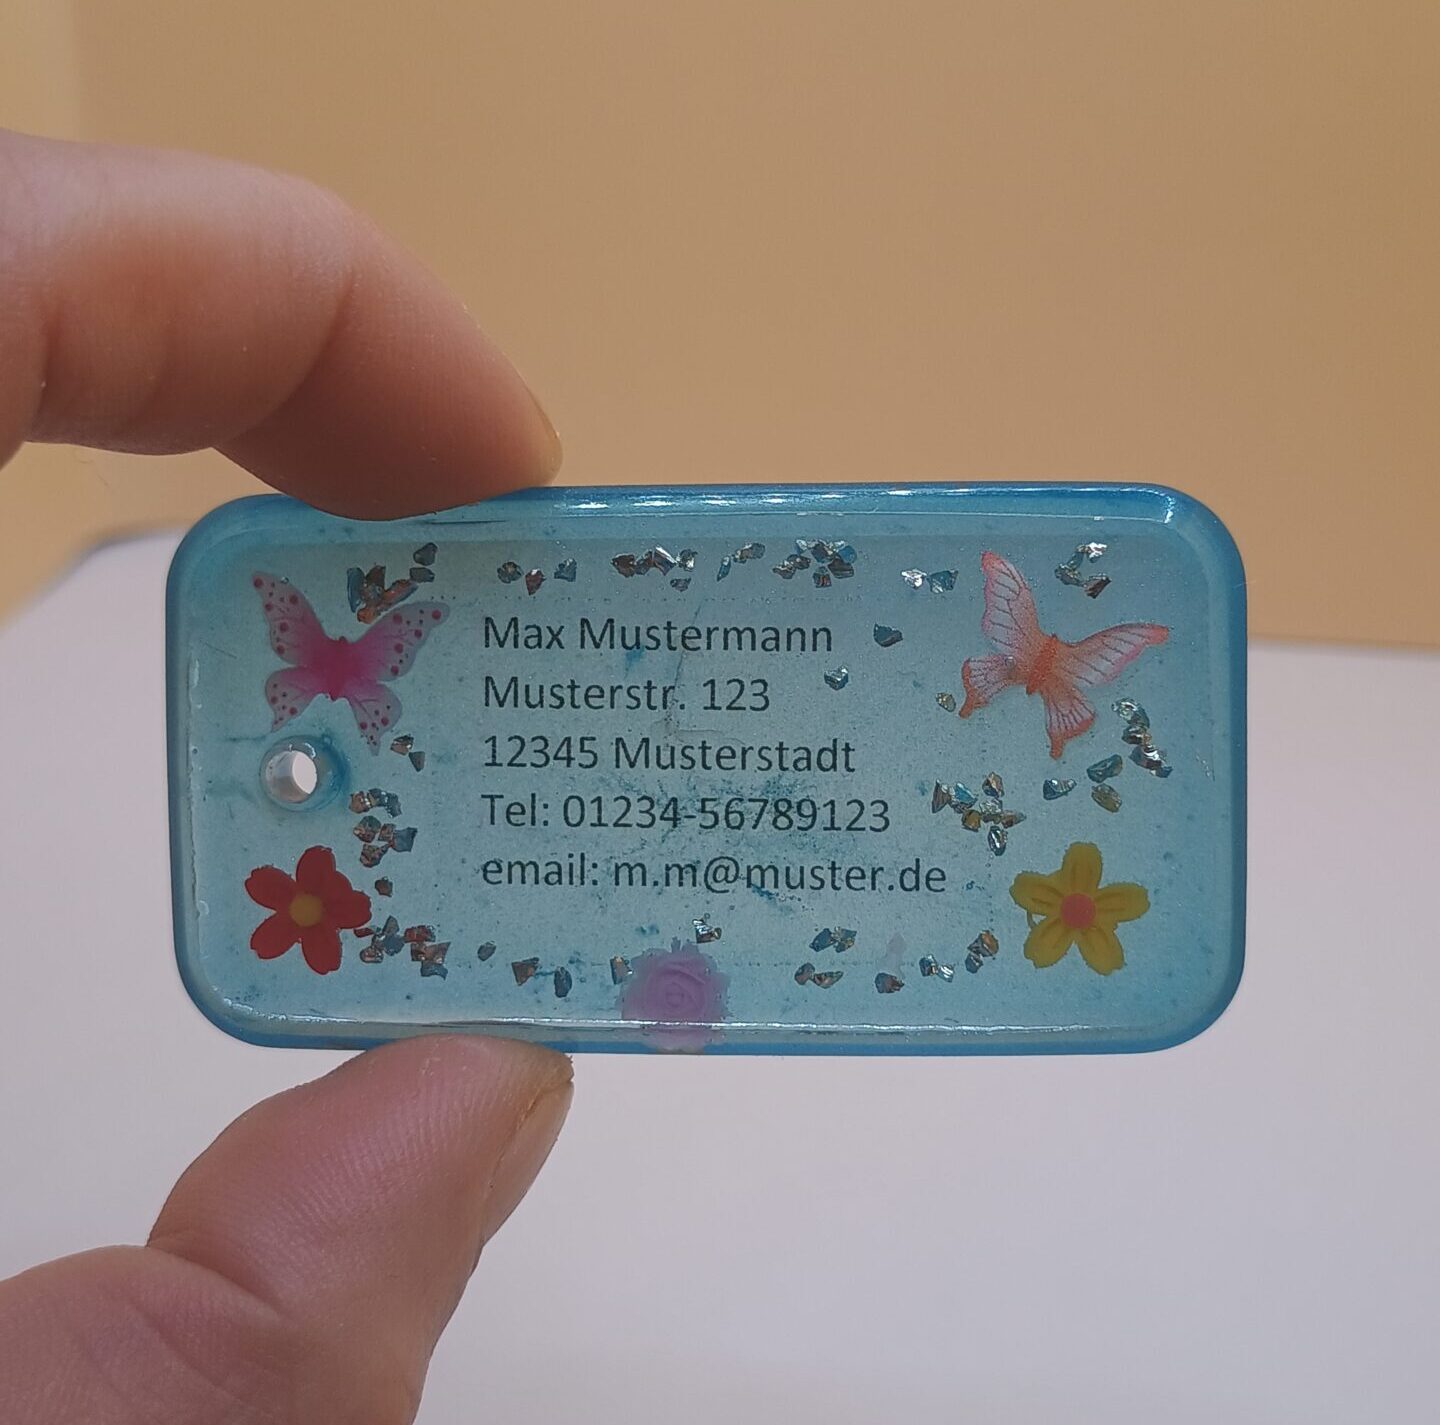 Max Mustermann
Musterstr. 123
12345 Musterstadt
Tel: 01234-56789123
email: m.m@muster.de